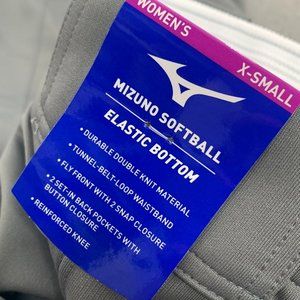 WOMEN'S
X-SMALL
MIZUNO SOFTBALL
ELASTIC BOTTOM
• DURABLE DOUBLE KNIT MATERIAL
• TUNNEL-BELT-LOOP WAISTBAND
• FLY FRONT WITH 2 SNAP CLOSURE
• 2 SET-IN BACK POCKETS WITH
BUTTON CLOSURE
• REINFORCED KNEE